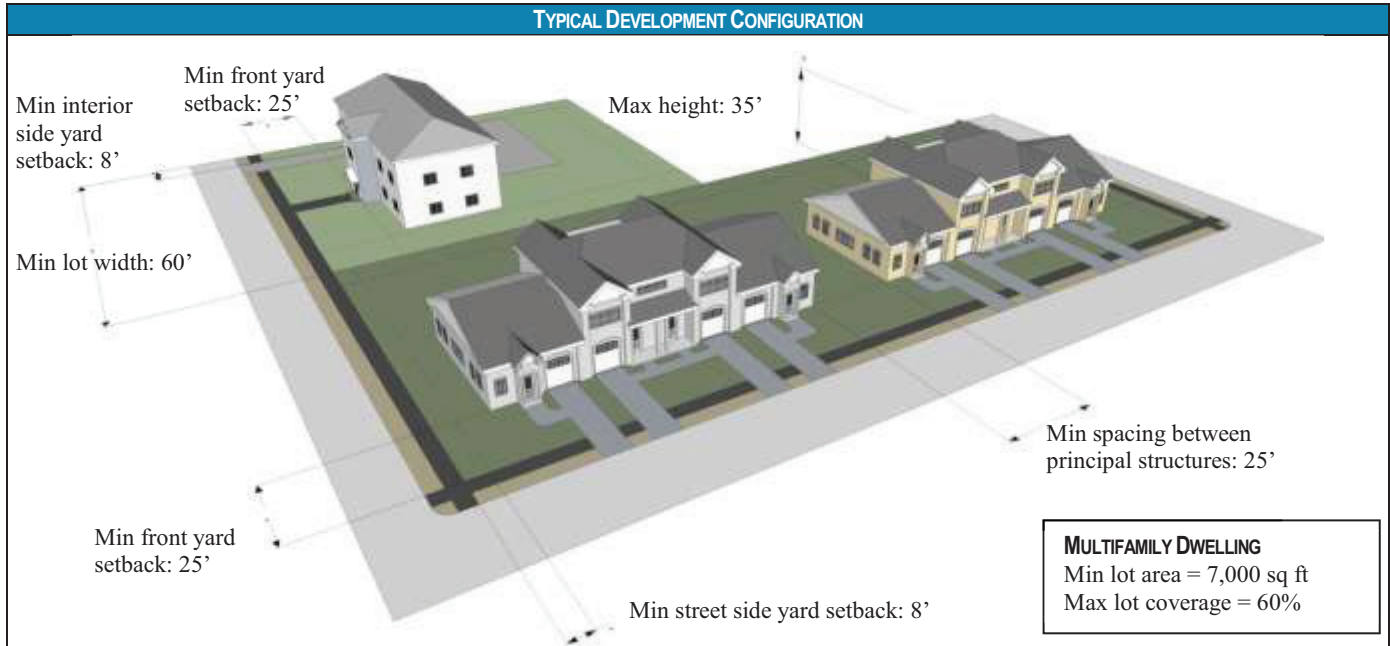 TYPICAL DEVELOPMENT CONFIGURATION
Min front yard
setback: 25’
Min interior
side yard
setback: 8’
Max height: 35’
Min lot width: 60’
Min spacing between
principal structures: 25’
Min front yard
setback: 25’
Min street side yard setback: 8’
MULTIFAMILY DWELLING
Min lot area = 7,000 sq ft
Max lot coverage = 60%